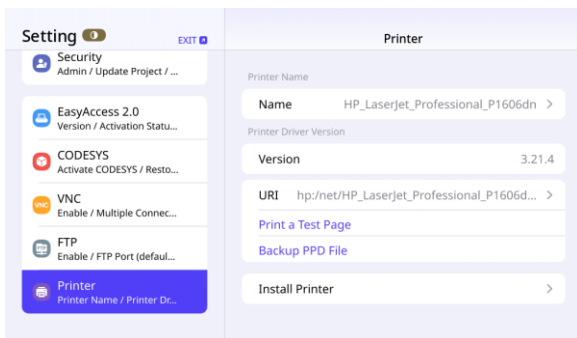 Setting
EXIT
Printer
Security
Admin / Update Project / ...
EasyAccess 2.0
Version / Activation Statu...
CODESYS
Activate CODESYS / Resto...
VNC
VNC
Enable / Multiple Connec...
FTP
Enable / FTP Port (defaul...
Printer
Printer Name / Printer Dr...
Printer Name
Name HP_LaserJet_Professional_P1606dn
Printer Driver Version
Version 3.21.4
URI hp:/net/HP_LaserJet_Professional_P1606d...
Print a Test Page
Backup PPD File
Install Printer